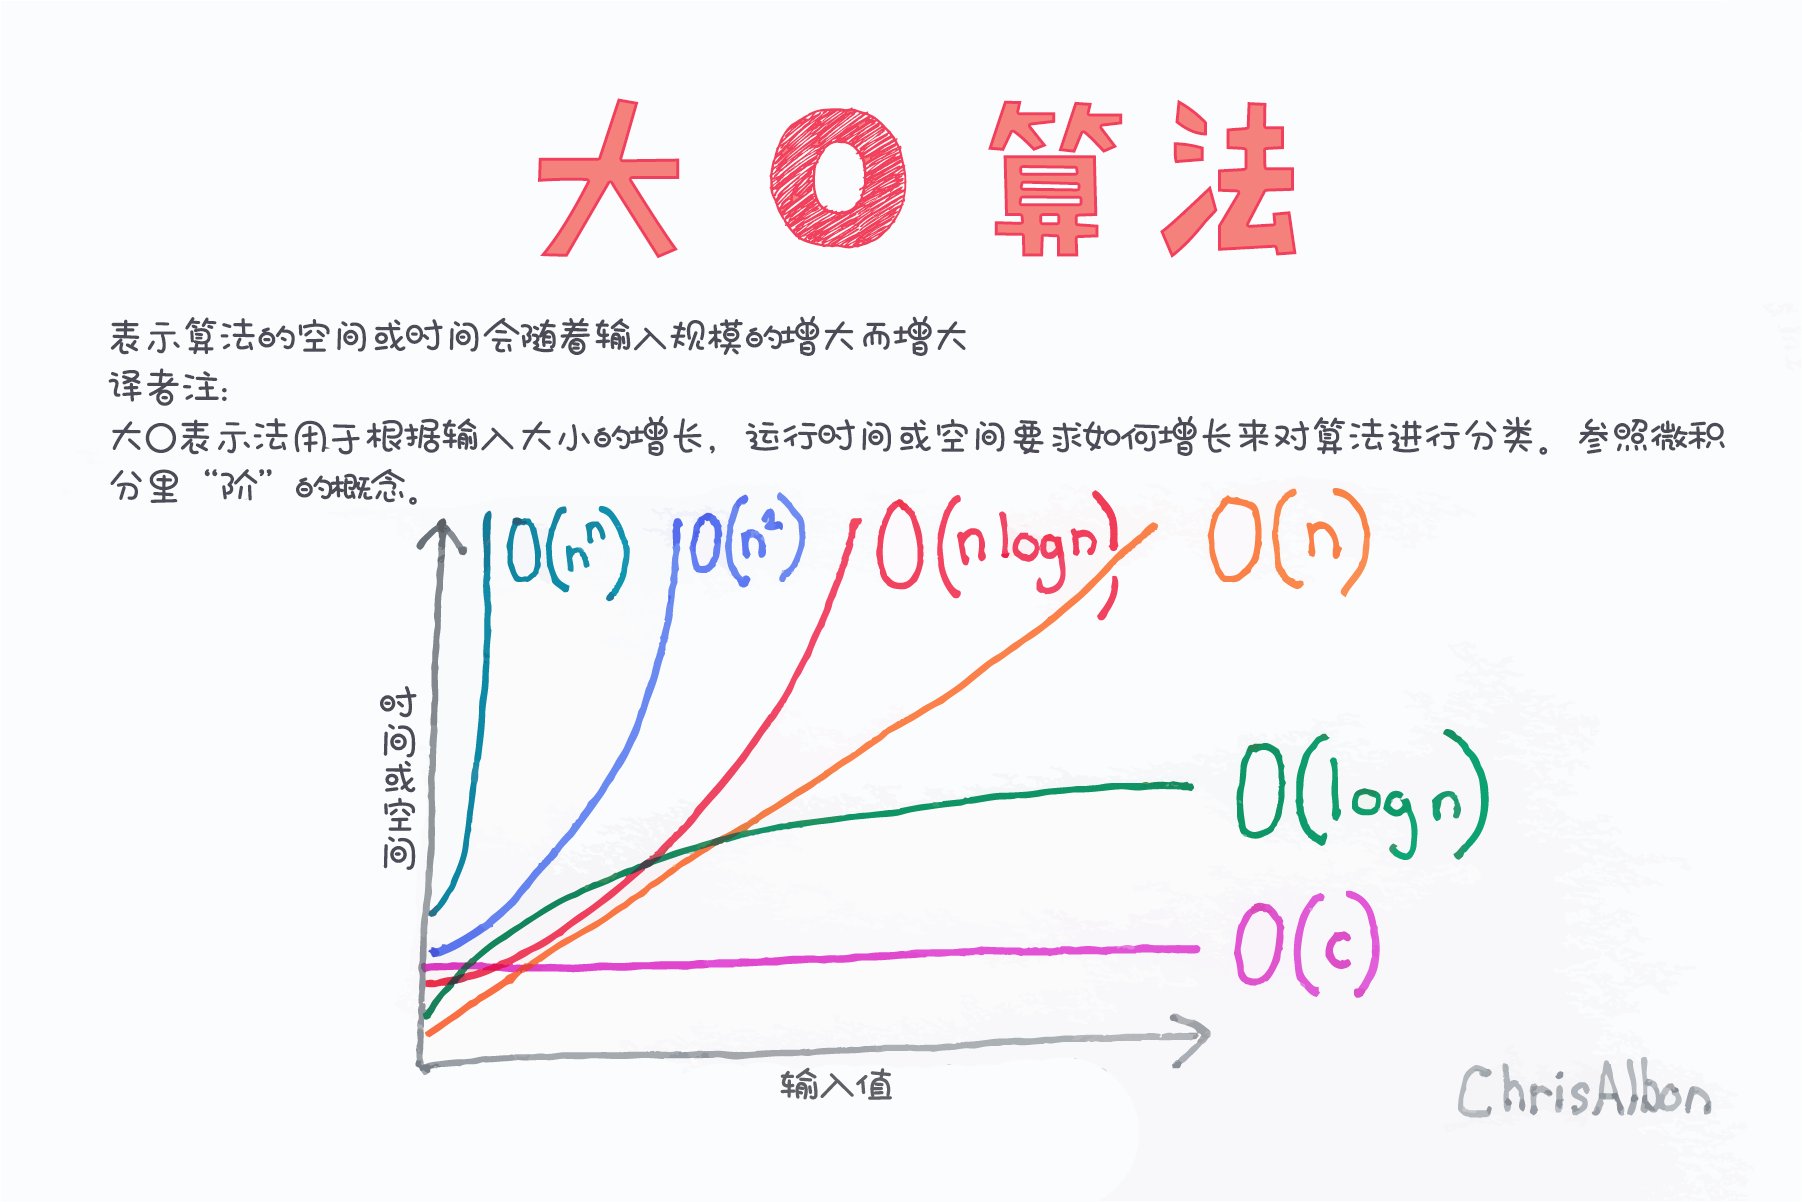 大O算法
表示算法的空间或时间会随着输入规模的增大而增大
译者注:
大O表示法用于根据输入大小的增长，运行时间或空间要求如何增长来对算法进行分类。参照微积
分里“阶”的概念。
O(nⁿ)
O(n²)
O(n log n)
O(n)
时间或空间
O(log n)
O(c)
输入值
ChrisAlbon